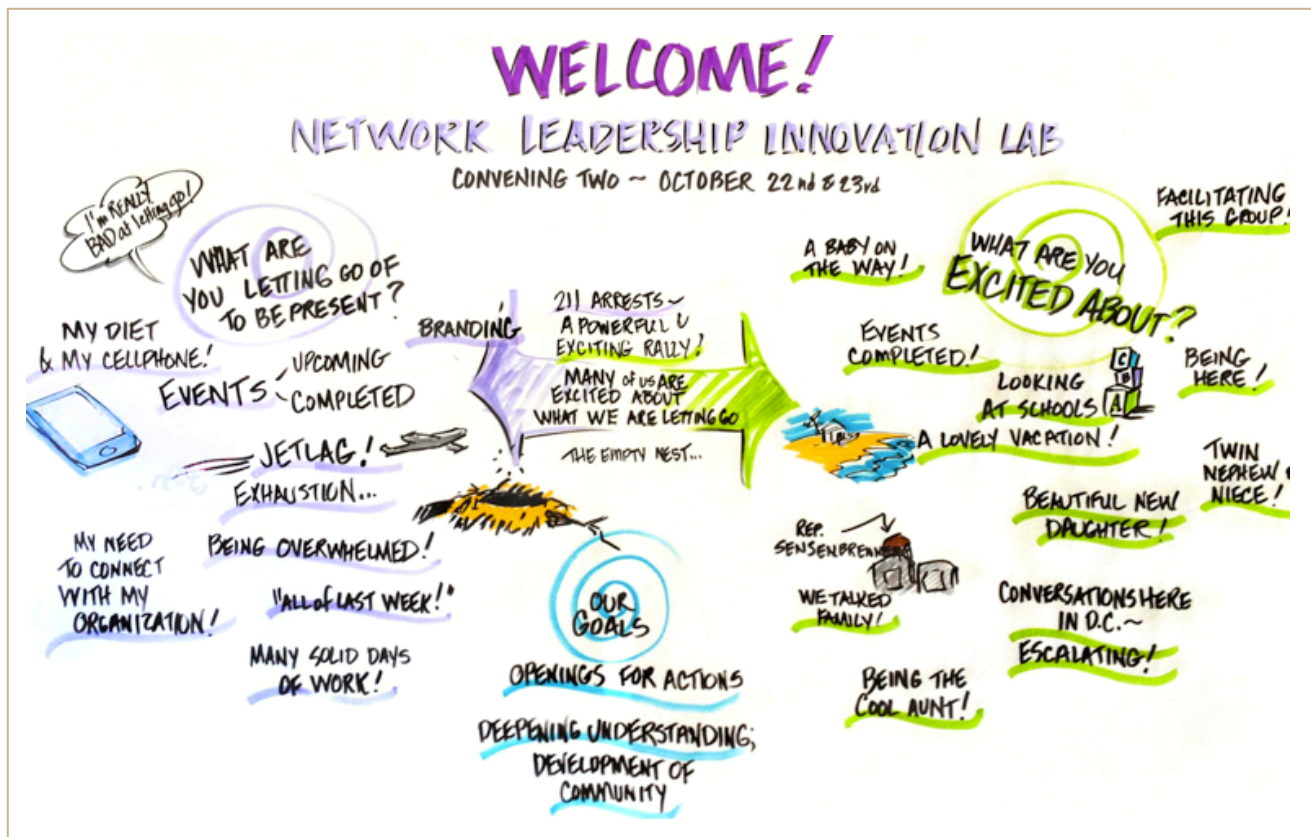 WELCOME!
NETWORK LEADERSHIP INNOVATION LAB
CONVENING TWO ~ OCTOBER 22nd & 23rd
I'm REALLY
BAD at letting go!
WHAT ARE
YOU LETTING GO OF
TO BE PRESENT?
MY DIET
& MY CELLPHONE!
EVENTS
UPCOMING
COMPLETED
JETLAG!
EXHAUSTION...
MY NEED
TO CONNECT
WITH MY
ORGANIZATION!
BEING OVERWHELMED!
"ALL of LAST WEEK!"
MANY SOLID DAYS
OF WORK!
BRANDING
211 ARRESTS~
A POWERFUL
EXCITING RALLY!
MANY of US ARE
EXCITED ABOUT
WHAT WE ARE LETTING GO
THE EMPTY NEST...
OUR
GOALS
OPENINGS FOR ACTIONS
DEEPENING UNDERSTANDING;
DEVELOPMENT OF
COMMUNITY
WHAT ARE YOU
EXCITED ABOUT?
FACILITATING
THIS GROUP!
A BABY ON
THE WAY!
EVENTS
COMPLETED!
LOOKING
AT SCHOOLS
C
B
A
BEING
HERE!
A LOVELY VACATION!
TWIN
NEPHEW
NIECE!
BEAUTIFUL NEW
DAUGHTER!
REP.
SENSENBRENNER
WE TALKED
FAMILY!
CONVERSATIONS HERE
IN D.C.~
ESCALATING!
BEING THE
COOL AUNT!